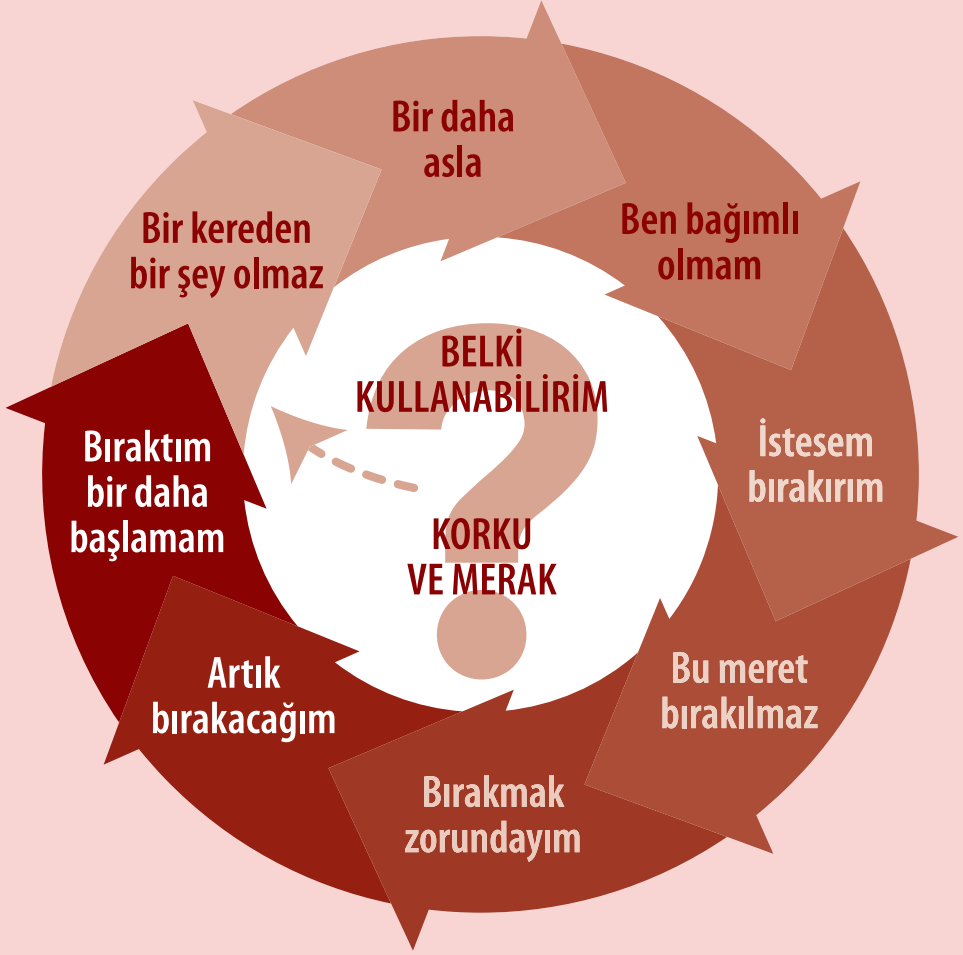 BELKİ
KULLANABİLİRİM
KORKU
VE MERAK
Bir kereden
bir şey olmaz
Bir daha
asla
Ben bağımlı
olmam
İstesem
bırakırım
Bu meret
bırakılmaz
Bırakmak
zorundayım
Artık
bırakacağım
Bıraktım
bir daha
başlamam